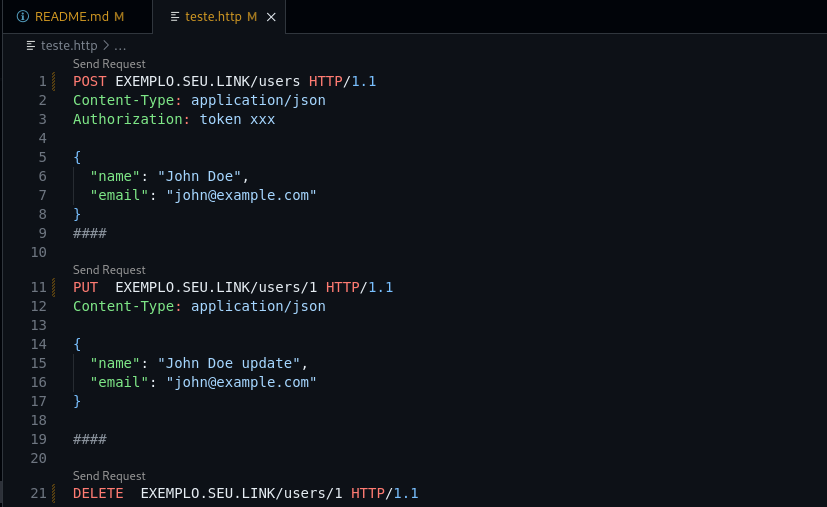 README.md M teste.http M
teste.http > ...
Send Request
1 POST EXEMPLO.SEU.LINK/users HTTP/1.1
2 Content-Type: application/json
3 Authorization: token xxx
4
5 {
6 "name": "John Doe",
7 "email": "john@example.com"
8 }
9 ####
10
Send Request
11 PUT  EXEMPLO.SEU.LINK/users/1 HTTP/1.1
12 Content-Type: application/json
13
14 {
15 "name": "John Doe update",
16 "email": "john@example.com"
17 }
18
19 ####
20
Send Request
21 DELETE  EXEMPLO.SEU.LINK/users/1 HTTP/1.1